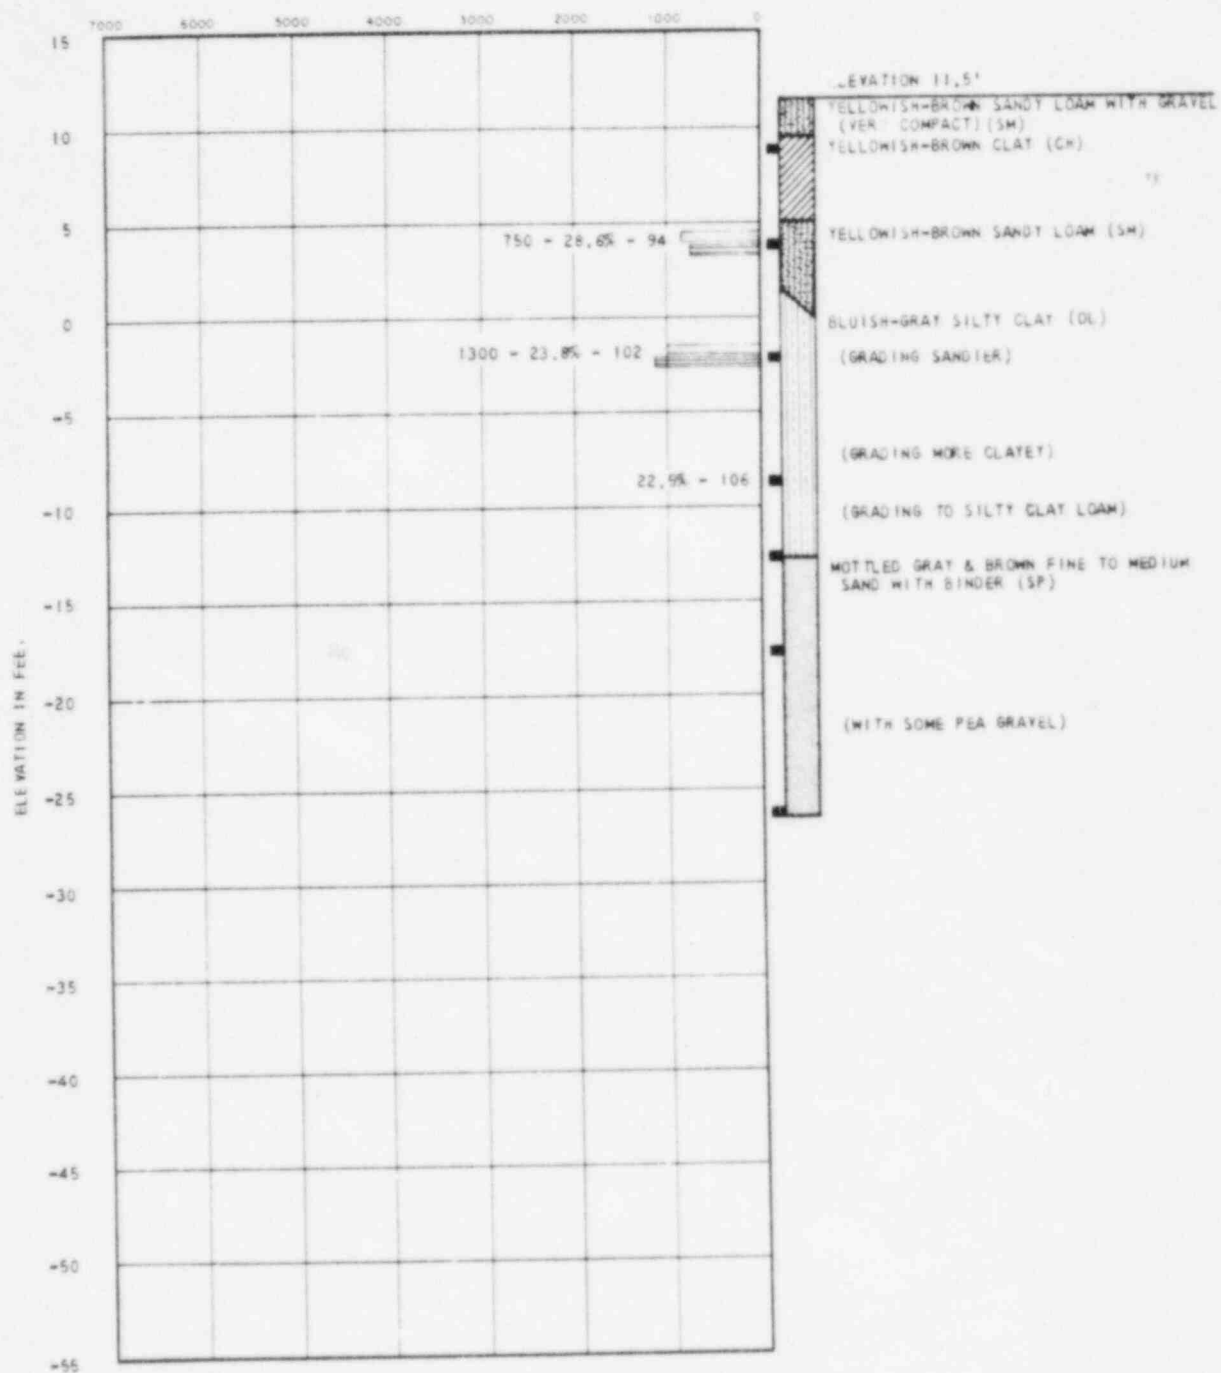 7000 6000 5000 4000 3000 2000 1000 0
15
EVATION 11.5'
YELLOWISH-BROWN SANDY LOAM WITH GRAVEL
(VER COMPACT) (SM)
10
YELLOWISH-BROWN CLAY (CH)
5
750 - 28.6% - 94
YELLOWISH-BROWN SANDY LOAM (SM)
0
BLUISH-GRAY SILTY CLAY (OL)
1300 - 23.8% - 102
(GRADING SANDIER)
-5
(GRADING MORE CLAYEY)
22.9% - 106
-10
(GRADING TO SILTY CLAY LOAM)
MOTTLED GRAY & BROWN FINE TO MEDIUM
SAND WITH BINDER (SP)
-15
ELEVATION IN FEE
-20
(WITH SOME PEA GRAVEL)
-25
-30
-35
-40
-45
-50
-55